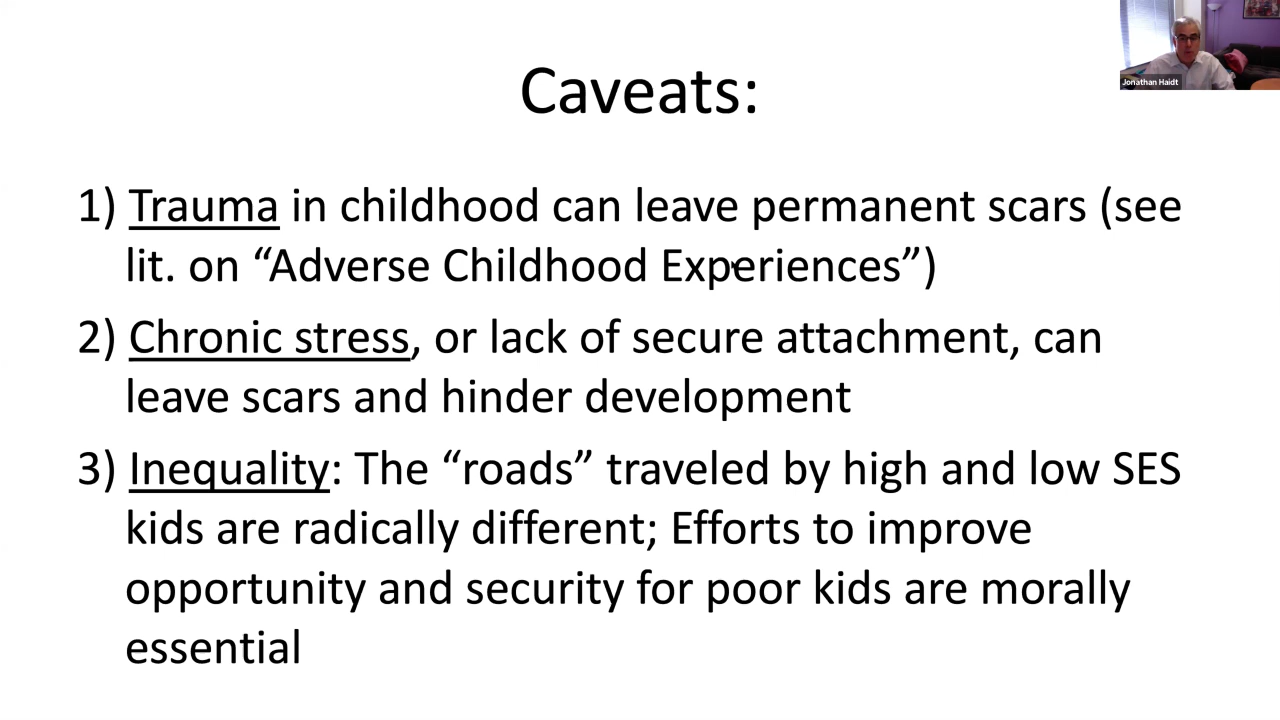 Jonathan Haidt
Caveats:
1) Trauma in childhood can leave permanent scars (see
lit. on “Adverse Childhood Experiences”)
2) Chronic stress, or lack of secure attachment, can
leave scars and hinder development
3) Inequality: The “roads” traveled by high and low SES
kids are radically different; Efforts to improve
opportunity and security for poor kids are morally
essential